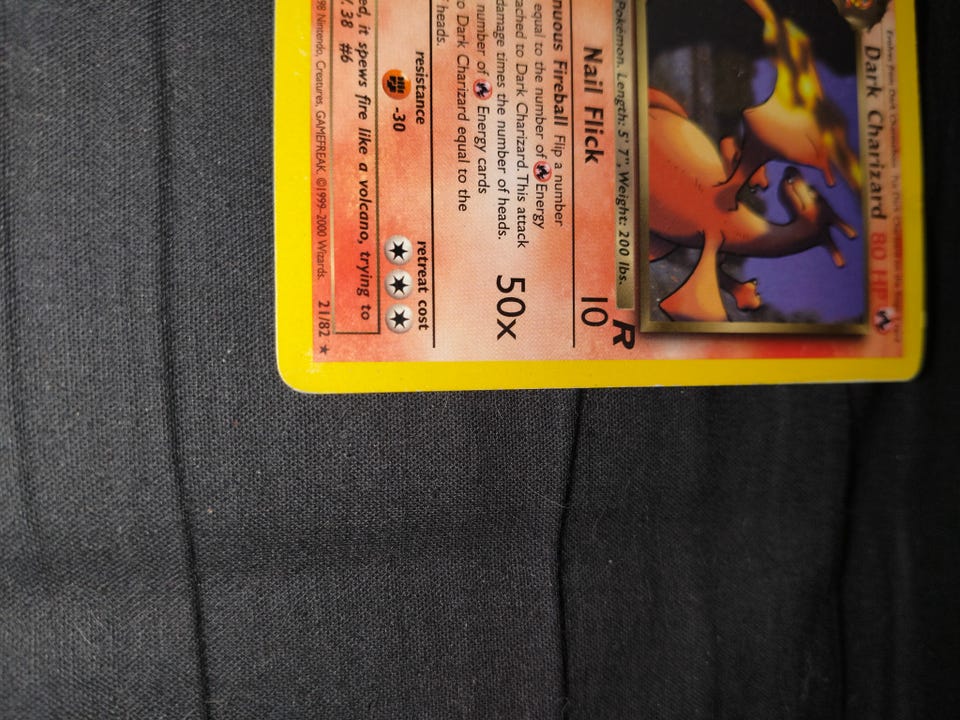 Dark Charizard 80 HP
Pokémon. Length: 5' 7", Weight: 200 lbs.
R
Nail Flick 10
nuous Fireball Flip a number
equal to the number of Energy
ached to Dark Charizard. This attack
damage times the number of heads. 50x
number of Energy cards
o Dark Charizard equal to the
heads.
resistance retreat cost
-30
ed, it spews fire like a volcano, trying to
V. 38 #6
98 Nintendo, Creatures, GAMEFREAK. ©1999-2000 Wizards. 21/82 ★